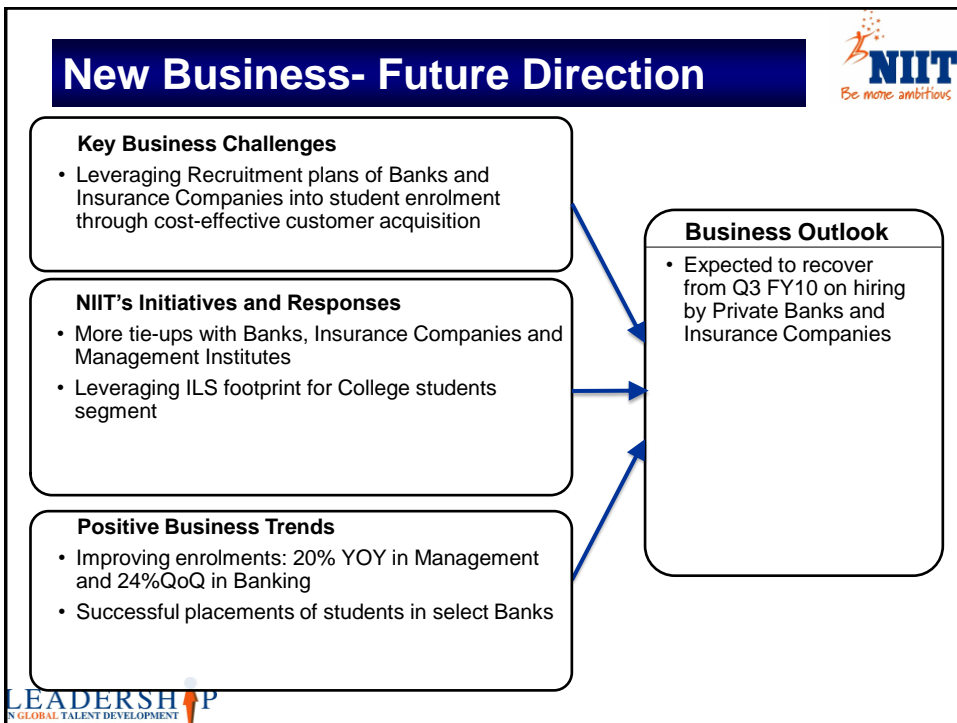 New Business- Future Direction
NIIT
Be more ambitious
Key Business Challenges
• Leveraging Recruitment plans of Banks and
Insurance Companies into student enrolment
through cost-effective customer acquisition
NIIT's Initiatives and Responses
• More tie-ups with Banks, Insurance Companies and
Management Institutes
• Leveraging ILS footprint for College students
segment
Positive Business Trends
• Improving enrolments: 20% YOY in Management
and 24%QoQ in Banking
• Successful placements of students in select Banks
Business Outlook
• Expected to recover
from Q3 FY10 on hiring
by Private Banks and
Insurance Companies
LEADERSHIP
N GLOBAL TALENT DEVELOPMENT